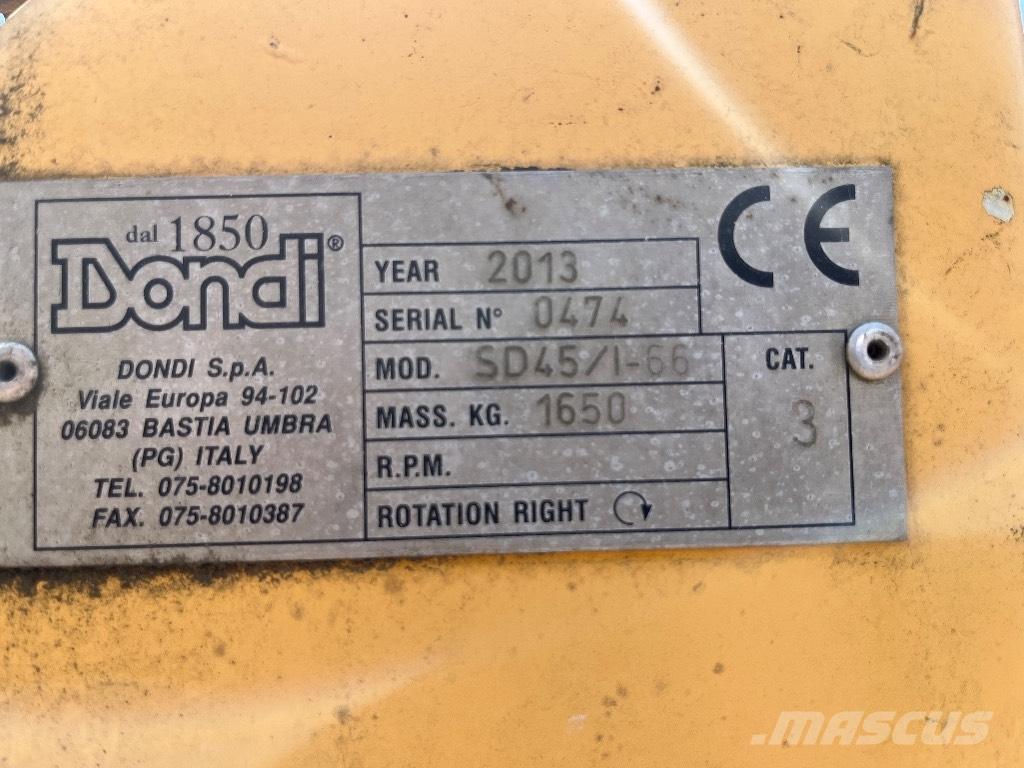 dal 1850
Dondi®
DONDI S.p.A.
Viale Europa 94-102
06083 BASTIA UMBRA
(PG) ITALY
TEL. 075-8010198
FAX. 075-8010387
YEAR 2013
SERIAL N° 0474
MOD. SD45/I-66
MASS. KG. 1650
R.P.M.
ROTATION RIGHT
CE
CAT.
3
MASCUS